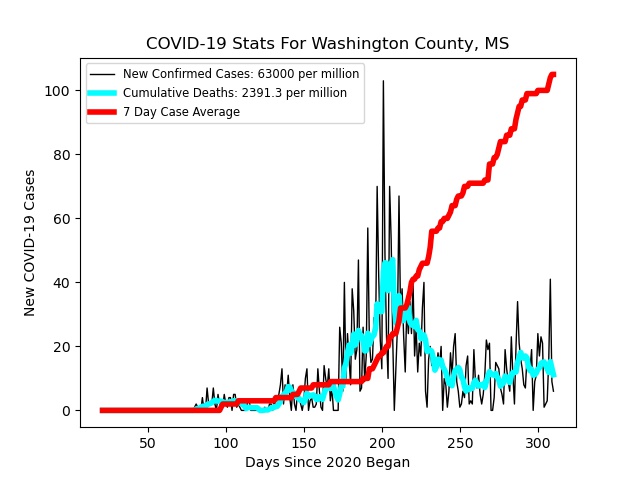 COVID-19 Stats For Washington County, MS
New Confirmed Cases: 63000 per million
Cumulative Deaths: 2391.3 per million
7 Day Case Average
New COVID-19 Cases
100
80
60
40
20
0
50 100 150 200 250 300
Days Since 2020 Began